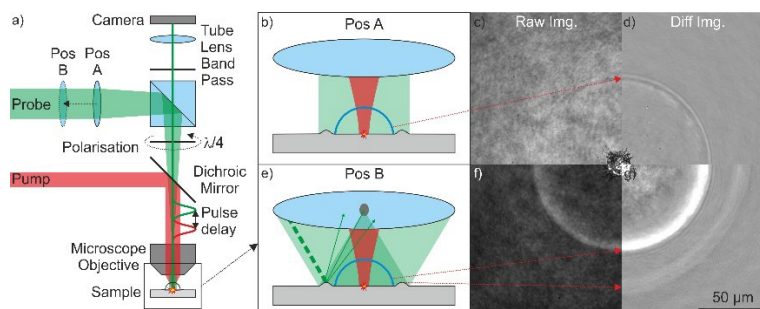 a)
Camera
Tube
Lens
Band
Pass
Pos
B
Pos
A
Probe
λ/4
Polarisation
Dichroic
Mirror
Pump
Pulse
delay
Microscope
Objective
Sample
b)
Pos A
c)
Raw Img.
Diff Img.
d)
e)
Pos B
f)
g)
50 µm